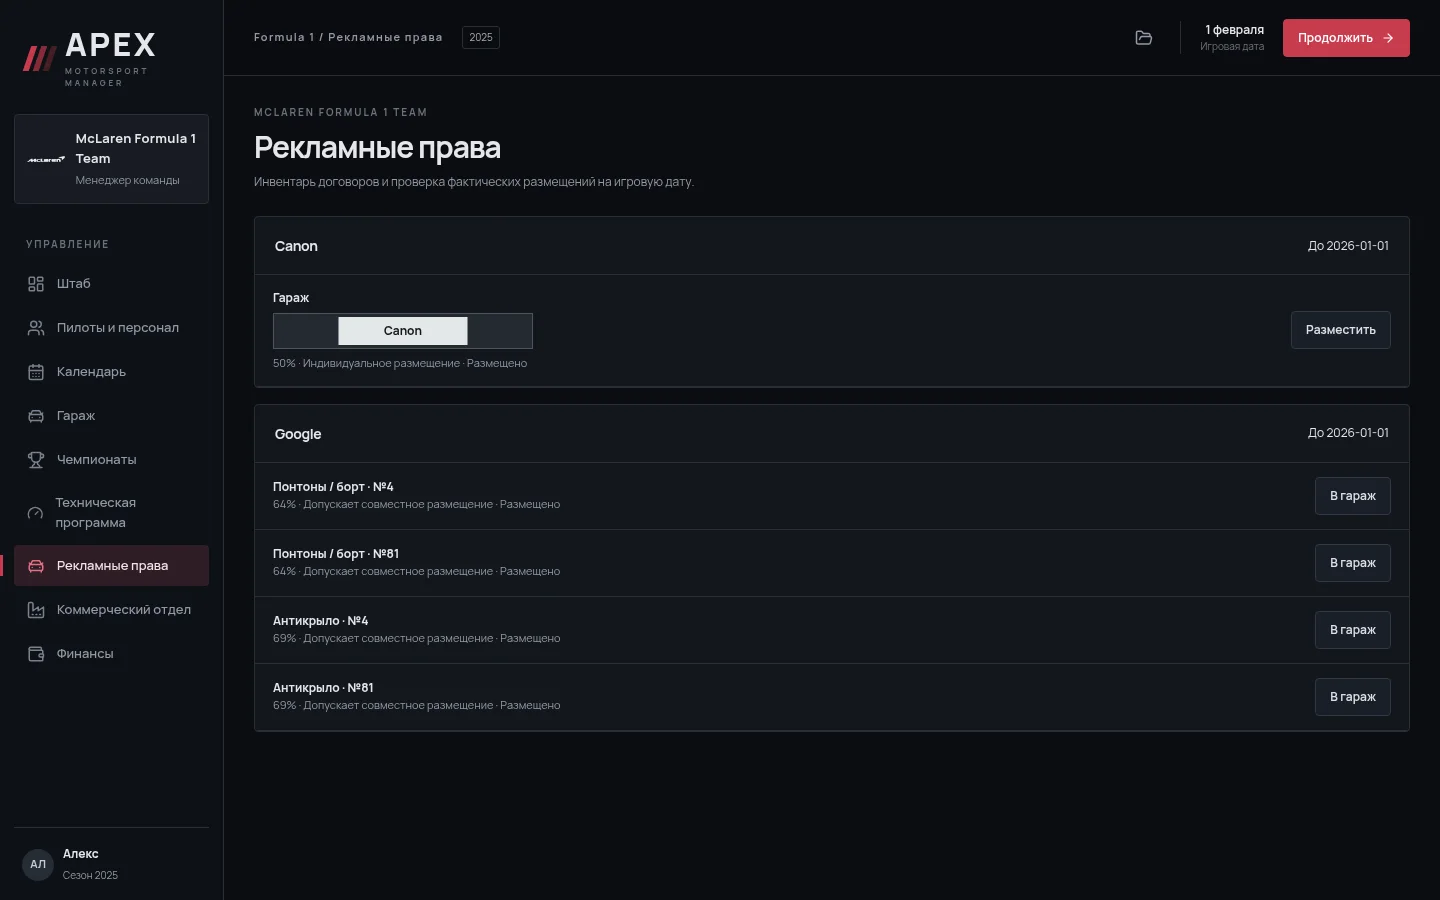 APEX
MOTORSPORT
MANAGER
McLaren
McLaren Formula 1
Team
Менеджер команды
УПРАВЛЕНИЕ
Штаб
Пилоты и персонал
Календарь
Гараж
Чемпионаты
Техническая
программа
Рекламные права
Коммерческий отдел
Финансы
АЛ
Алекс
Сезон 2025
Formula 1 / Рекламные права
2025
1 февраля
Игровая дата
Продолжить
MCLAREN FORMULA 1 TEAM
Рекламные права
Инвентарь договоров и проверка фактических размещений на игровую дату.
Canon
До 2026-01-01
Гараж
Canon
50% · Индивидуальное размещение · Размещено
Разместить
Google
До 2026-01-01
Понтоны / борт · №4
64% · Допускает совместное размещение · Размещено
В гараж
Понтоны / борт · №81
64% · Допускает совместное размещение · Размещено
В гараж
Антикрыло · №4
69% · Допускает совместное размещение · Размещено
В гараж
Антикрыло · №81
69% · Допускает совместное размещение · Размещено
В гараж